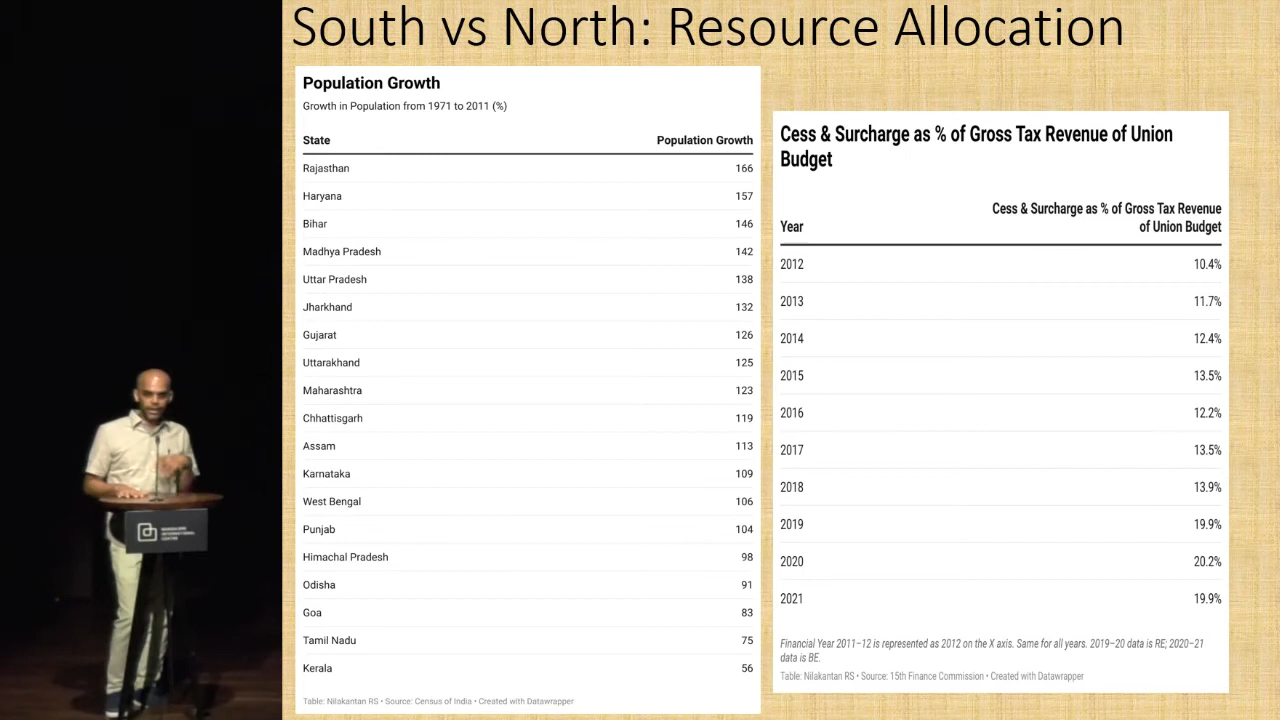 South vs North: Resource Allocation
Population Growth
Growth in Population from 1971 to 2011 (%)
State Population Growth
Rajasthan 166
Haryana 157
Bihar 146
Madhya Pradesh 142
Uttar Pradesh 138
Jharkhand 132
Gujarat 126
Uttarakhand 125
Maharashtra 123
Chhattisgarh 119
Assam 113
Karnataka 109
West Bengal 106
Punjab 104
Himachal Pradesh 98
Odisha 91
Goa 83
Tamil Nadu 75
Kerala 56
Table: Nilakantan RS • Source: Census of India • Created with Datawrapper
Cess & Surcharge as % of Gross Tax Revenue of Union
Budget
Cess & Surcharge as % of Gross Tax Revenue
Year of Union Budget
2012 10.4%
2013 11.7%
2014 12.4%
2015 13.5%
2016 12.2%
2017 13.5%
2018 13.9%
2019 19.9%
2020 20.2%
2021 19.9%
Financial Year 2011–12 is represented as 2012 on the X axis. Same for all years. 2019–20 data is RE; 2020–21
data is BE.
Table: Nilakantan RS • Source: 15th Finance Commission • Created with Datawrapper
BANGALORE
INTERNATIONAL
CENTRE